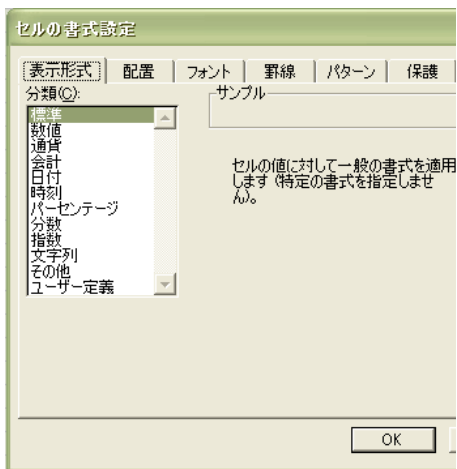 セルの書式設定
表示形式 配置 フォント 罫線 パターン 保護
分類(C):
サンプル
標準
数値
通貨
会計
日付
時刻
パーセンテージ
分数
指数
文字列
その他
ユーザー定義
セルの値に対して一般の書式を適用
します (特定の書式を指定しませ
ん)。
OK